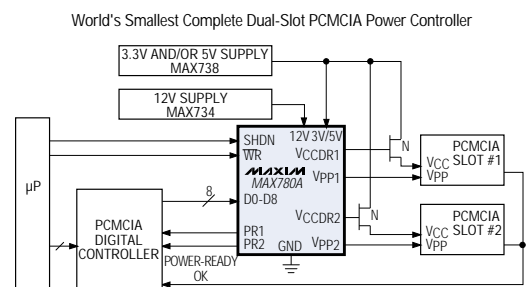 World's Smallest Complete Dual-Slot PCMCIA Power Controller
3.3V AND/OR 5V SUPPLY
MAX738
12V SUPPLY
MAX734
12V 3V/5V
SHDN
VCCDR1
N
WR
MAXIM
MAX780A
VPP1
PCMCIA
SLOT #1
VCC
VPP
µP
8
D0-D8
VCCDR2
N
PCMCIA
SLOT #2
VCC
VPP
PCMCIA
DIGITAL
CONTROLLER
PR1
PR2
GND
VPP2
POWER-READY
OK